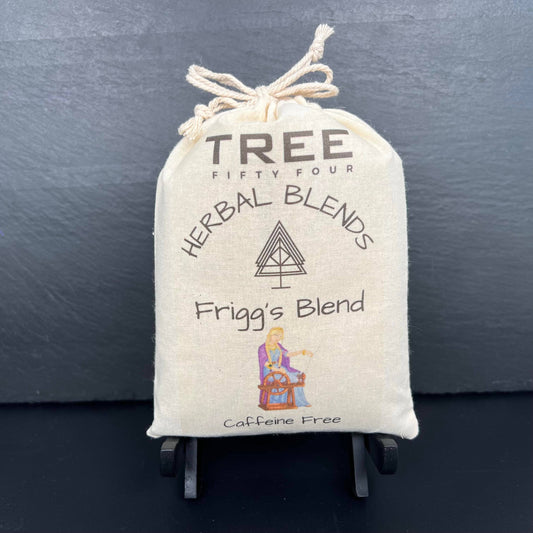 TREE
FIFTY FOUR
HERBAL BLENDS
Frigg's Blend
Caffeine Free